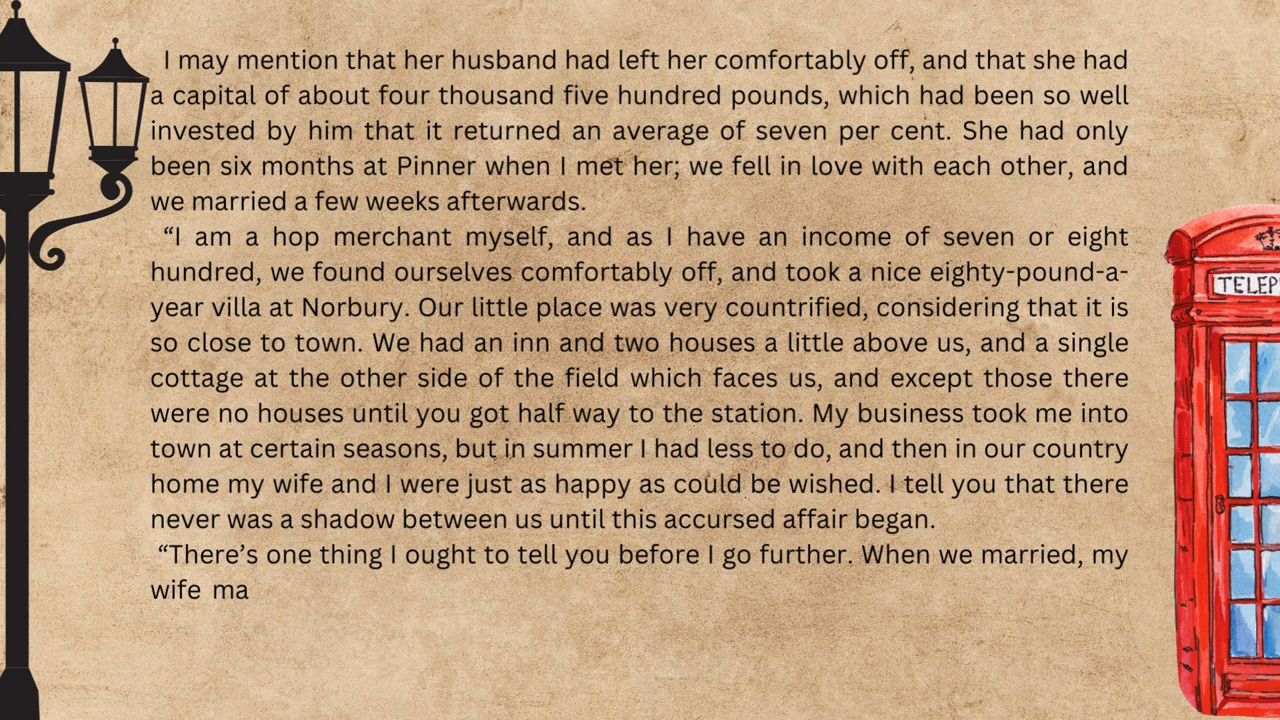 I may mention that her husband had left her comfortably off, and that she had
a capital of about four thousand five hundred pounds, which had been so well
invested by him that it returned an average of seven per cent. She had only
been six months at Pinner when I met her; we fell in love with each other, and
we married a few weeks afterwards.
“I am a hop merchant myself, and as I have an income of seven or eight
hundred, we found ourselves comfortably off, and took a nice eighty-pound-a-
year villa at Norbury. Our little place was very countrified, considering that it is
so close to town. We had an inn and two houses a little above us, and a single
cottage at the other side of the field which faces us, and except those there
were no houses until you got half way to the station. My business took me into
town at certain seasons, but in summer I had less to do, and then in our country
home my wife and I were just as happy as could be wished. I tell you that there
never was a shadow between us until this accursed affair began.
“There’s one thing I ought to tell you before I go further. When we married, my
wife ma
TELEP